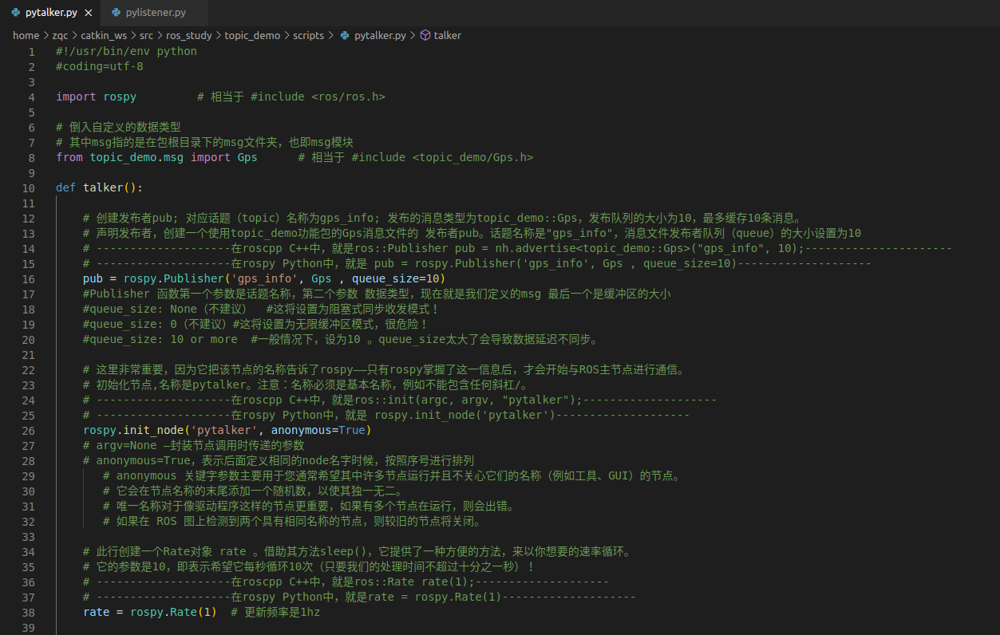 pytalker.py
pylistener.py
home > zqc > catkin_ws > src > ros_study > topic_demo > scripts > pytalker.py > talker
1 #!/usr/bin/env python
2 #coding=utf-8
3
4 import rospy         # 相当于 #include <ros/ros.h>
5
6 # 倒入自定义的数据类型
7 # 其中msg指的是在包根目录下的msg文件夹，也即msg模块
8 from topic_demo.msg import Gps      # 相当于 #include <topic_demo/Gps.h>
9
10 def talker():
11
12     # 创建发布者pub; 对应话题（topic）名称为gps_info; 发布的消息类型为topic_demo::Gps，发布队列的大小为10，最多缓存10条消息。
13     # 声明发布者，创建一个使用topic_demo功能包的Gps消息文件的 发布者pub。话题名称是"gps_info"，消息文件发布者队列（queue）的大小设置为10
14     # --------------------在roscpp C++中，就是ros::Publisher pub = nh.advertise<topic_demo::Gps>("gps_info", 10);----------------------
15     # --------------------在rospy Python中，就是 pub = rospy.Publisher('gps_info', Gps , queue_size=10)--------------------
16     pub = rospy.Publisher('gps_info', Gps , queue_size=10)
17     #Publisher 函数第一个参数是话题名称，第二个参数 数据类型，现在就是我们定义的msg 最后一个是缓冲区的大小
18     #queue_size: None（不建议）  #这将设置为阻塞式同步收发模式！
19     #queue_size: 0（不建议）#这将设置为无限缓冲区模式，很危险！
20     #queue_size: 10 or more  #一般情况下，设为10 。queue_size太大了会导致数据延迟不同步。
21
22     # 这里非常重要，因为它把该节点的名称告诉了rospy——只有rospy掌握了这一信息后，才会开始与ROS主节点进行通信。
23     # 初始化节点,名称是pytalker。注意：名称必须是基本名称，例如不能包含任何斜杠/。
24     # --------------------在roscpp C++中，就是ros::init(argc, argv, "pytalker");--------------------
25     # --------------------在rospy Python中，就是 rospy.init_node('pytalker')--------------------
26     rospy.init_node('pytalker', anonymous=True)
27     # argv=None —封装节点调用时传递的参数
28     # anonymous=True，表示后面定义相同的node名字时候，按照序号进行排列
29        # anonymous 关键字参数主要用于您通常希望其中许多节点运行并且不关心它们的名称（例如工具、GUI）的节点。
30        # 它会在节点名称的末尾添加一个随机数，以使其独一无二。
31        # 唯一名称对于像驱动程序这样的节点更重要，如果有多个节点在运行，则会出错。
32        # 如果在 ROS 图上检测到两个具有相同名称的节点，则较旧的节点将关闭。
33
34     # 此行创建一个Rate对象 rate 。借助其方法sleep()，它提供了一种方便的方法，来以你想要的速率循环。
35     # 它的参数是10，即表示希望它每秒循环10次（只要我们的处理时间不超过十分之一秒）！
36     # --------------------在roscpp C++中，就是ros::Rate rate(1);--------------------
37     # --------------------在rospy Python中，就是rate = rospy.Rate(1)--------------------
38     rate = rospy.Rate(1)  # 更新频率是1hz
39